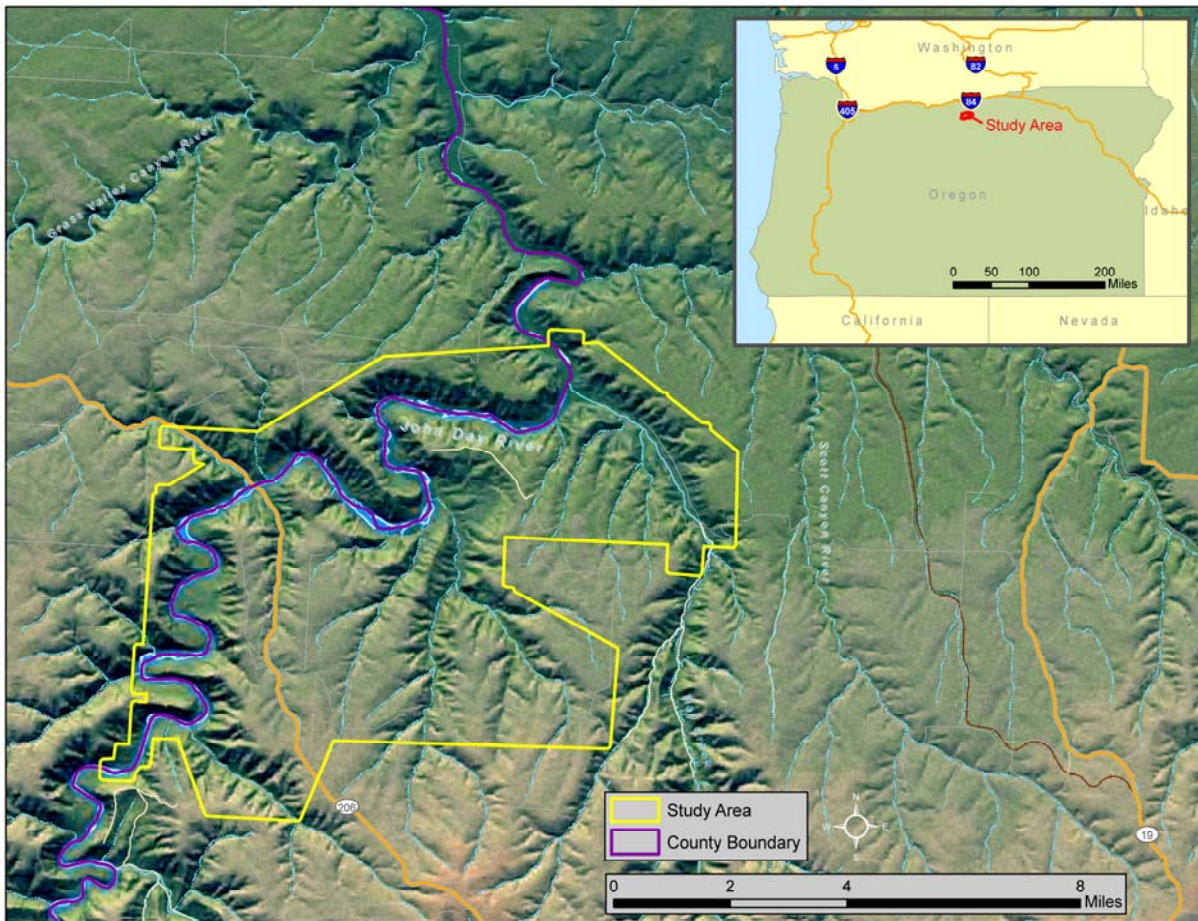 Washington
5
82
84
405
Study Area
Oregon
Idaho
0 50 100 200
Miles
California
Nevada
Grass Valley Canyon River
John Day River
Scott Canyon River
206
19
N
W E
S
Study Area
County Boundary
0 2 4 8
Miles